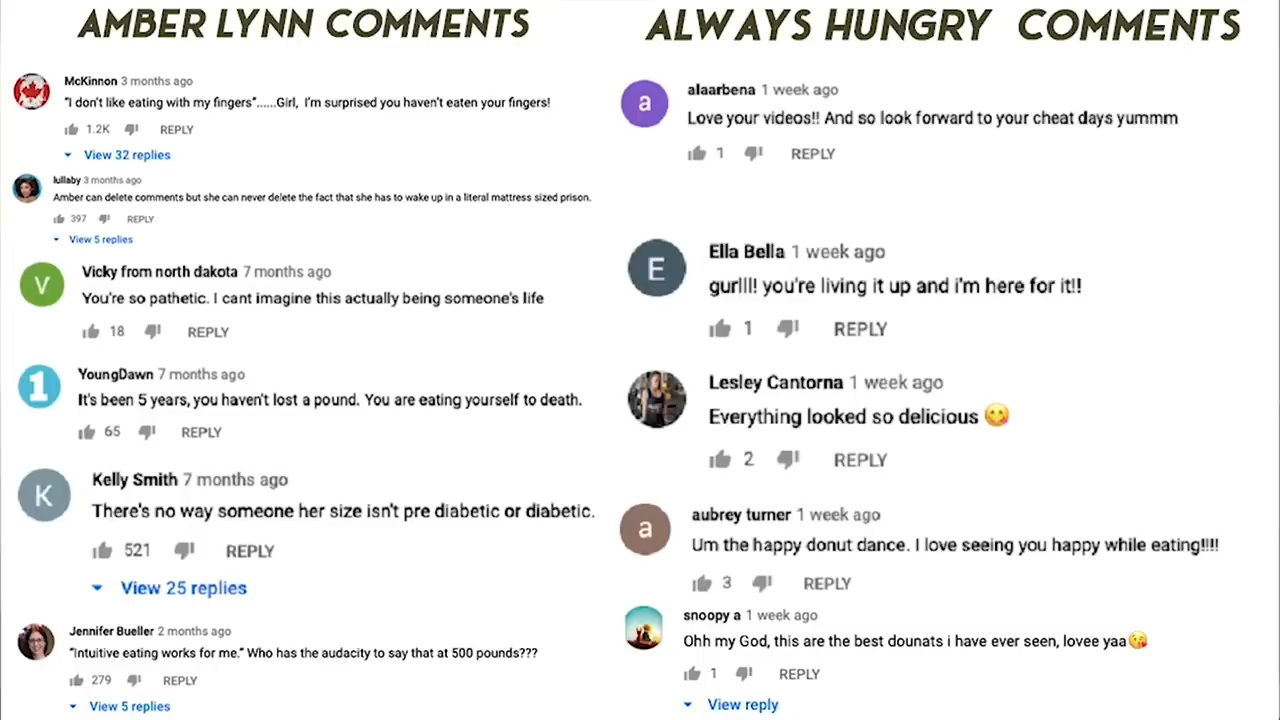 AMBER LYNN COMMENTS
McKinnon 3 months ago
"I don't like eating with my fingers"......Girl, I'm surprised you haven't eaten your fingers!
1.2K REPLY
View 32 replies
lullaby 3 months ago
Amber can delete comments but she can never delete the fact that she has to wake up in a literal mattress sized prison.
397 REPLY
View 5 replies
V
Vicky from north dakota 7 months ago
You're so pathetic. I cant imagine this actually being someone's life
18 REPLY
1
YoungDawn 7 months ago
It's been 5 years, you haven't lost a pound. You are eating yourself to death.
65 REPLY
K
Kelly Smith 7 months ago
There's no way someone her size isn't pre diabetic or diabetic.
521 REPLY
View 25 replies
Jennifer Bueller 2 months ago
"Intuitive eating works for me." Who has the audacity to say that at 500 pounds???
279 REPLY
View 5 replies
ALWAYS HUNGRY COMMENTS
a
alaarbena 1 week ago
Love your videos!! And so look forward to your cheat days yummm
1 REPLY
E
Ella Bella 1 week ago
gurlll! you're living it up and i'm here for it!!
1 REPLY
Lesley Cantorna 1 week ago
Everything looked so delicious 😋
2 REPLY
a
aubrey turner 1 week ago
Um the happy donut dance. I love seeing you happy while eating!!!!
3 REPLY
snoopy a 1 week ago
Ohh my God, this are the best dounats i have ever seen, lovee yaa😘
1 REPLY
View reply